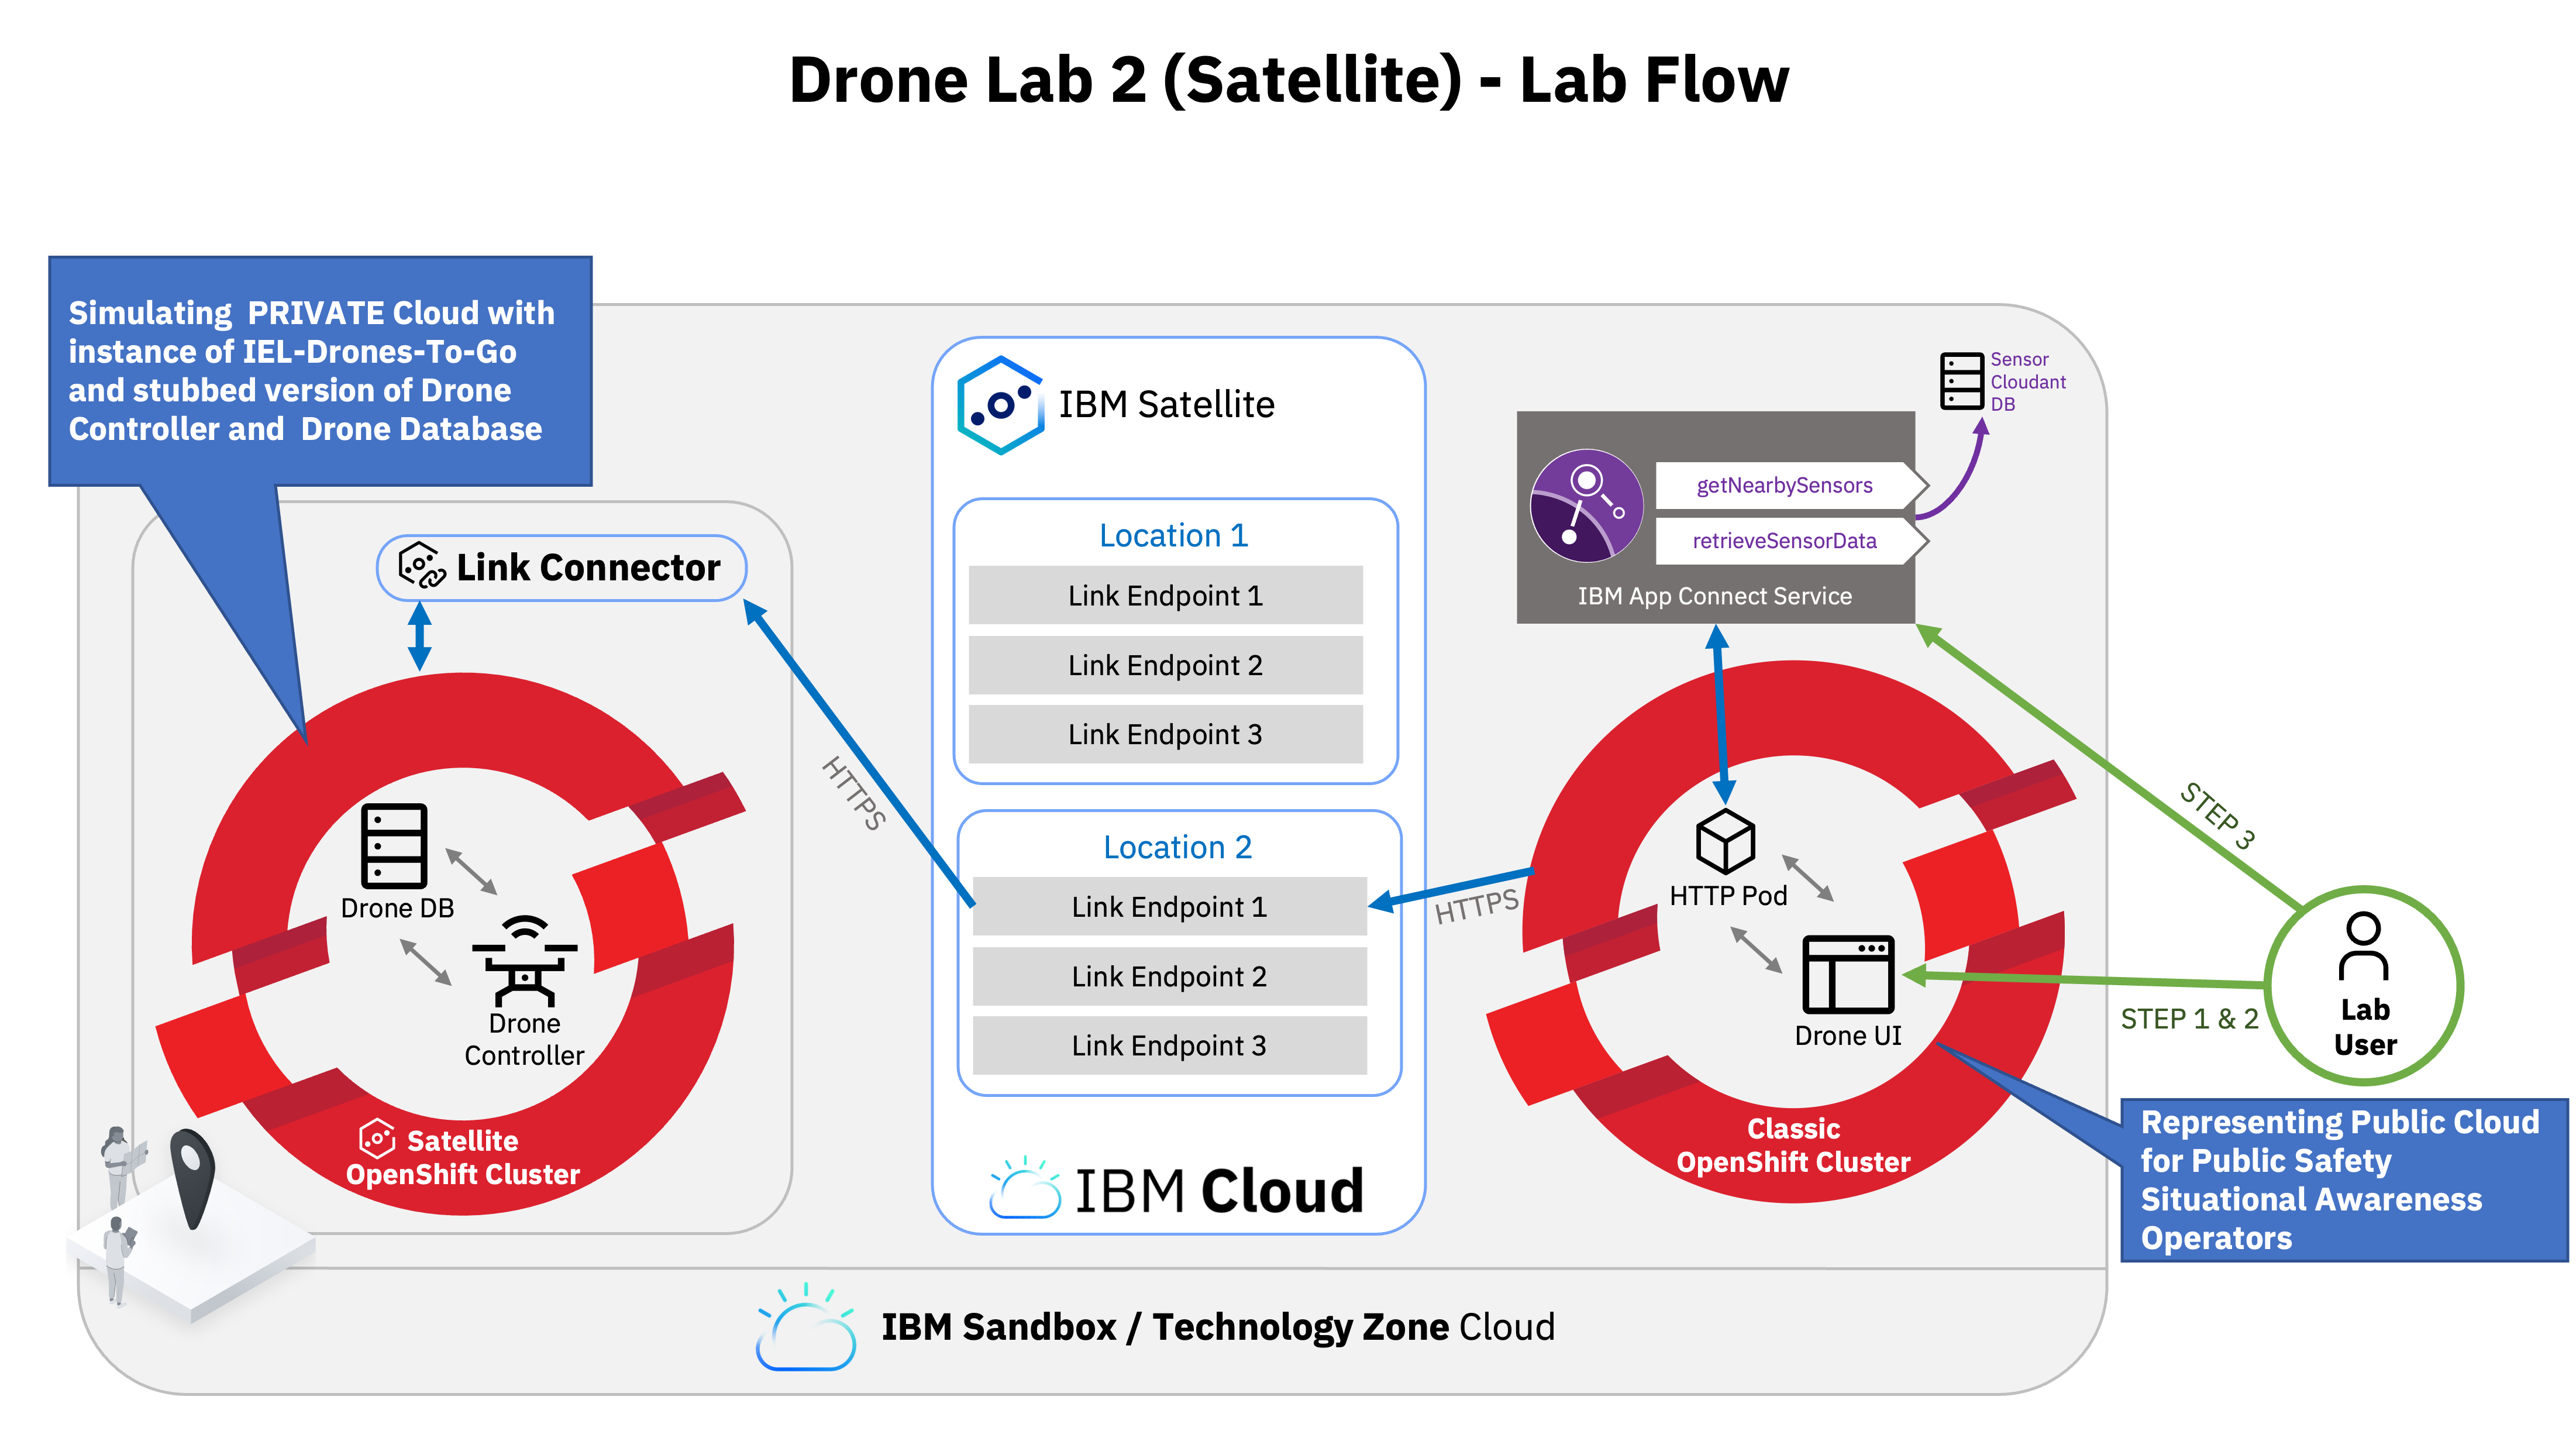 Drone Lab 2 (Satellite) - Lab Flow
Simulating  PRIVATE Cloud with
instance of IEL-Drones-To-Go
and stubbed version of Drone
Controller and  Drone Database
Link Connector
Drone DB
Drone
Controller
Satellite
OpenShift Cluster
HTTPS
IBM Satellite
Location 1
Link Endpoint 1
Link Endpoint 2
Link Endpoint 3
Location 2
Link Endpoint 1
Link Endpoint 2
Link Endpoint 3
IBM Cloud
HTTPS
Sensor
Cloudant
DB
getNearbySensors
retrieveSensorData
IBM App Connect Service
HTTP Pod
Drone UI
Classic
OpenShift Cluster
STEP 3
STEP 1 & 2
Lab
User
Representing Public Cloud
for Public Safety
Situational Awareness
Operators
IBM Sandbox / Technology Zone Cloud